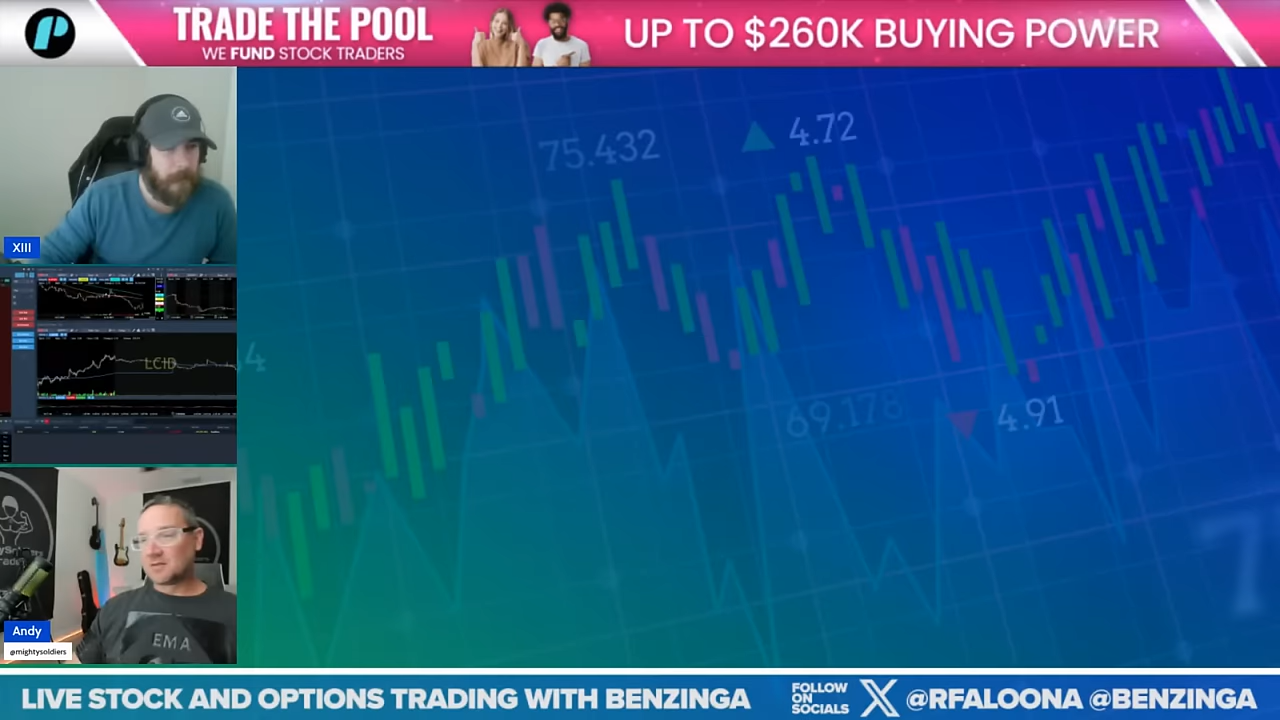 TRADE THE POOL
WE FUND STOCK TRADERS
UP TO $260K BUYING POWER
75.432
4.72
XIII
LCID
69.178
4.91
Andy
@mightysoldiers
EMA
LIVE STOCK AND OPTIONS TRADING WITH BENZINGA
FOLLOW
ON
SOCIALS
@RFALOONA @BENZINGA